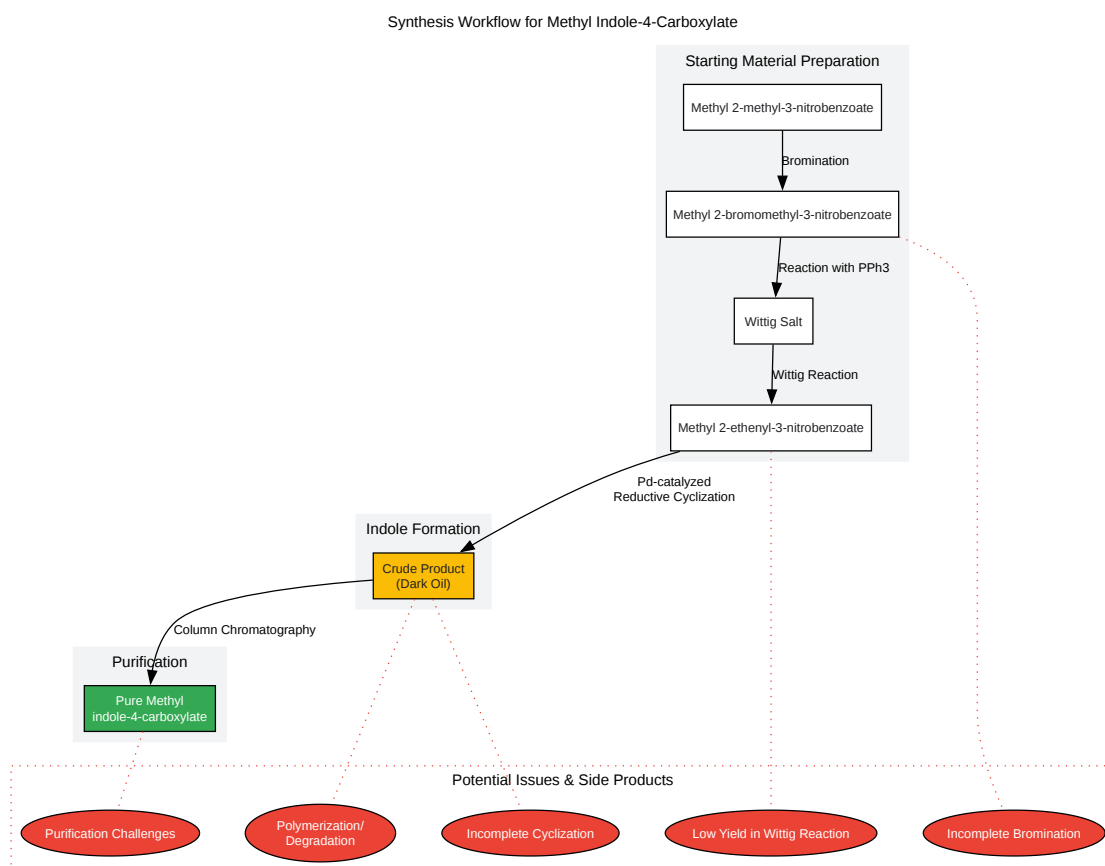 Synthesis Workflow for Methyl Indole-4-Carboxylate
Starting Material Preparation
Methyl 2-methyl-3-nitrobenzoate
Bromination
Methyl 2-bromomethyl-3-nitrobenzoate
Reaction with PPh3
Wittig Salt
Wittig Reaction
Methyl 2-ethenyl-3-nitrobenzoate
Pd-catalyzed
Reductive Cyclization
Indole Formation
Crude Product
(Dark Oil)
Column Chromatography
Purification
Pure Methyl
indole-4-carboxylate
Potential Issues & Side Products
Purification Challenges
Polymerization/
Degradation
Incomplete Cyclization
Low Yield in Wittig Reaction
Incomplete Bromination